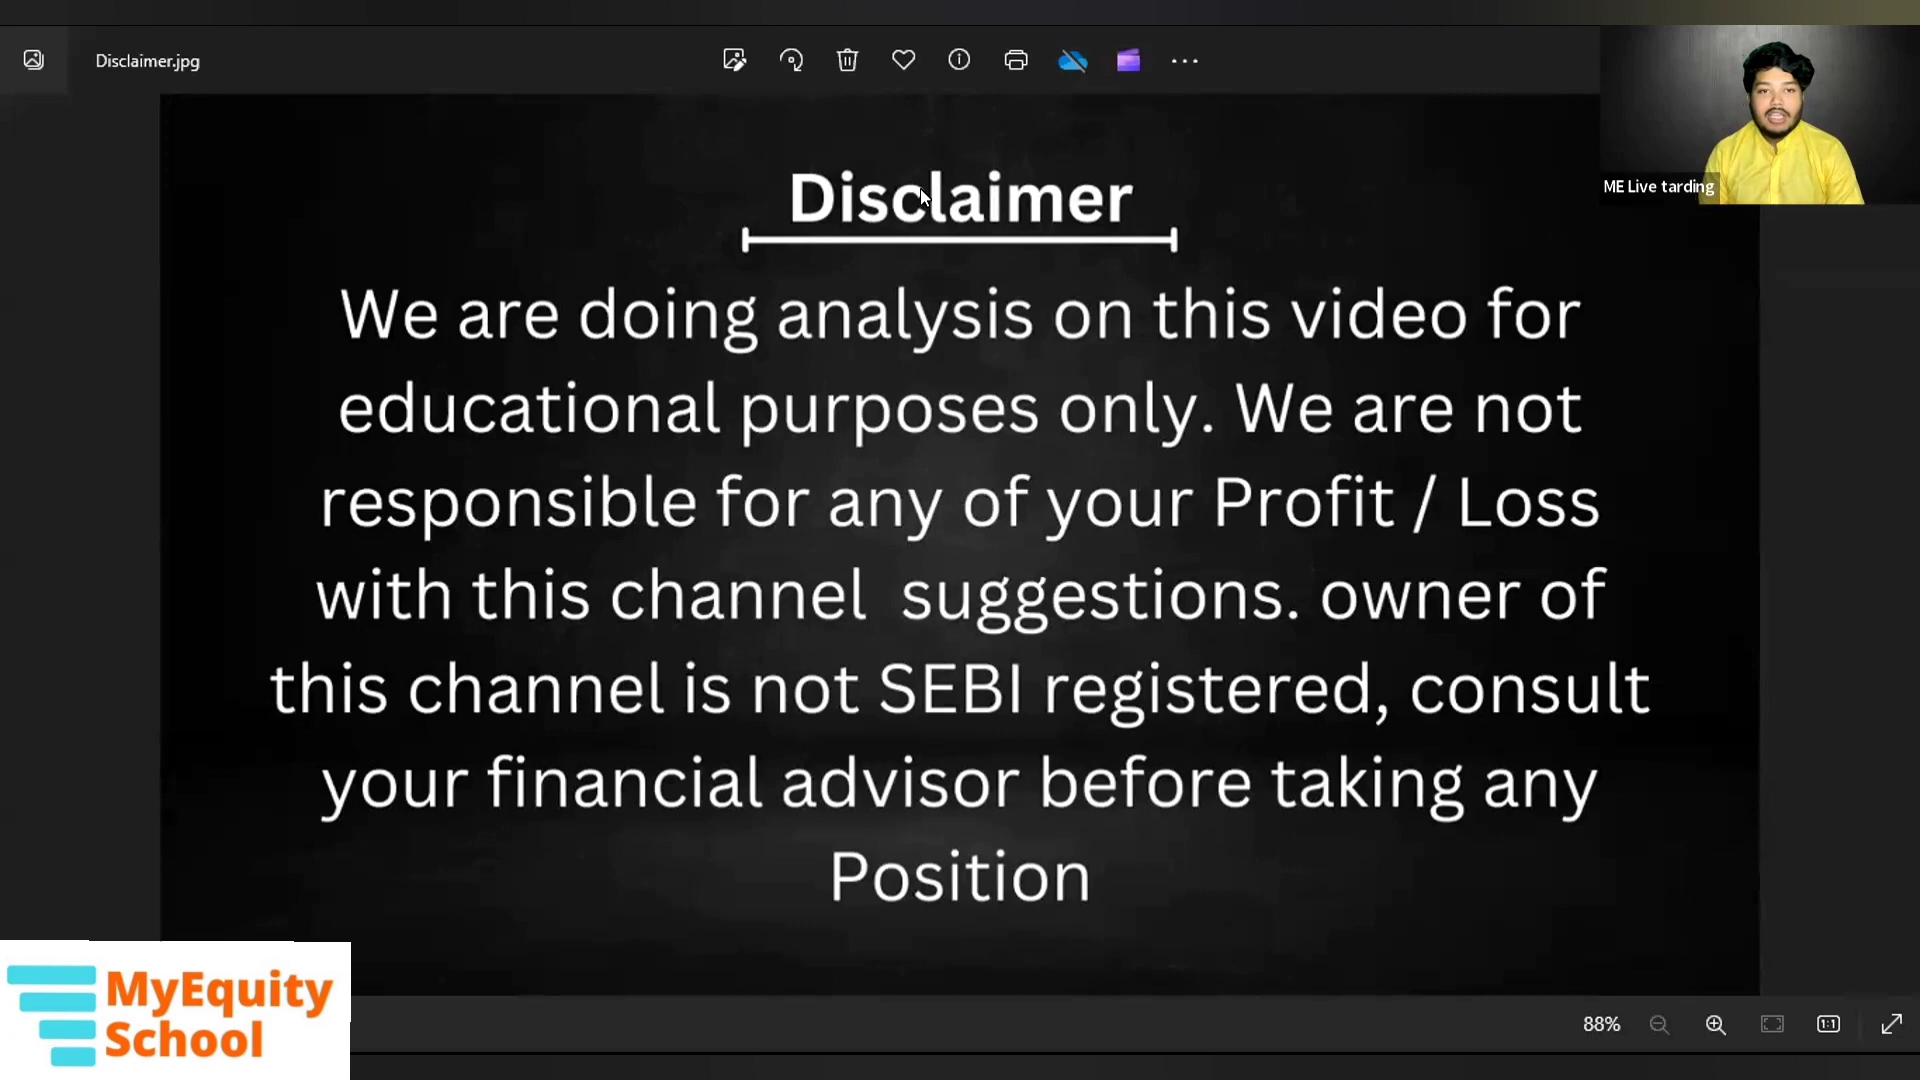 Disclaimer.jpg
ME Live tarding
Disclaimer
We are doing analysis on this video for
educational purposes only. We are not
responsible for any of your Profit / Loss
with this channel  suggestions. owner of
this channel is not SEBI registered, consult
your financial advisor before taking any
Position
MyEquity
School
88%
1:1